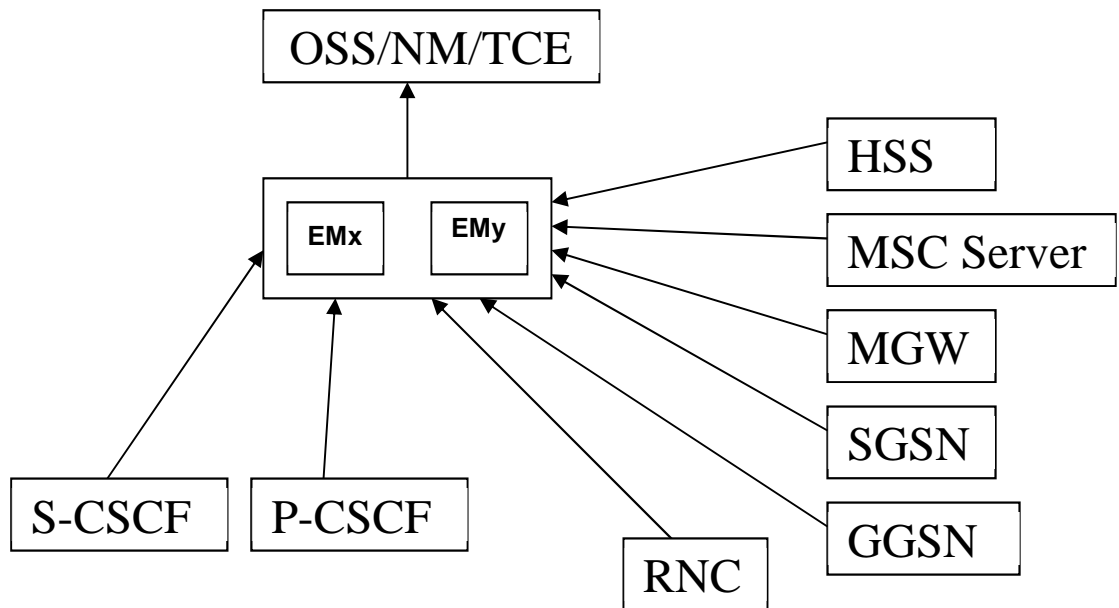 OSS/NM/TCE
HSS
EMx
EMy
MSC Server
MGW
SGSN
S-CSCF
P-CSCF
GGSN
RNC